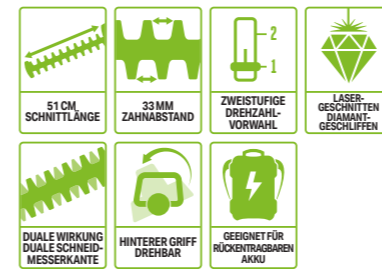 51 CM
SCHNITTLÄNGE
33 MM
ZAHNABSTAND
2
1
ZWEISTUFIGE
DREHZAHL-
VORWAHL
LASER-
GESCHNITTEN
DIAMANT-
GESCHLIFFEN
DUALE WIRKUNG
DUALE SCHNEID-
MESSERKANTE
HINTERER GRIFF
DREHBAR
GEEIGNET FÜR
RÜCKENTRAGBAREN
AKKU